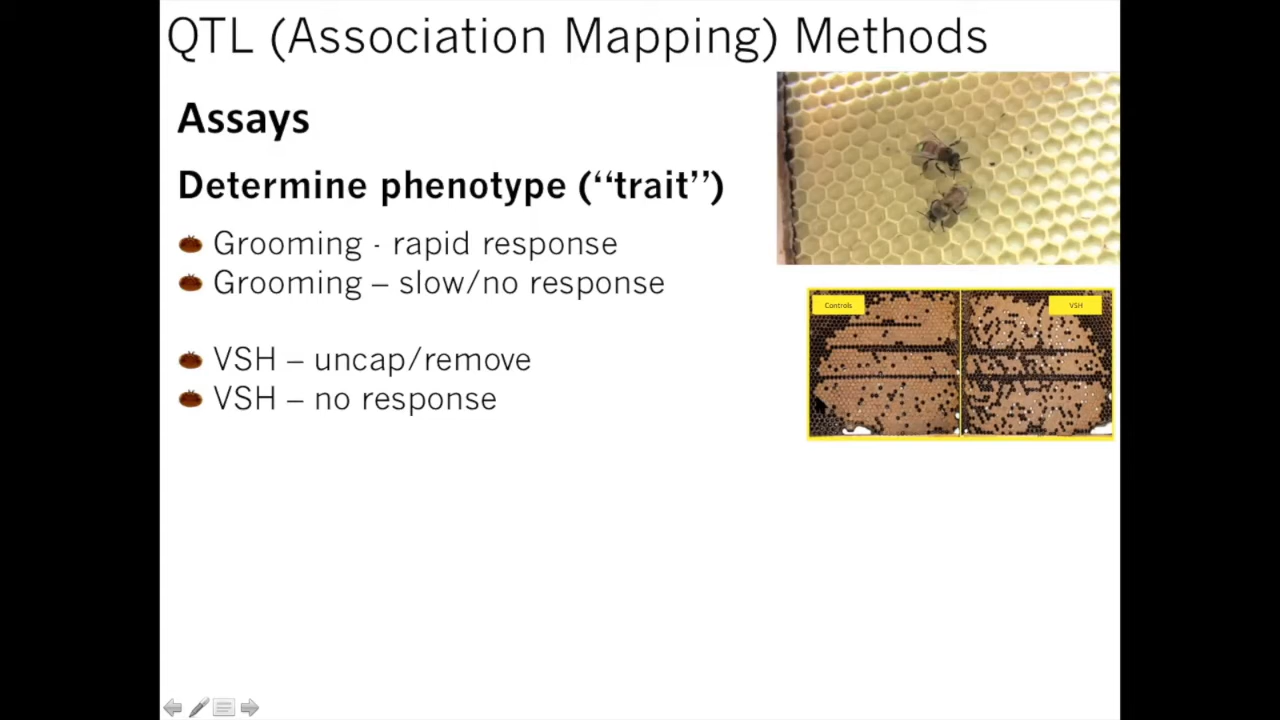 QTL (Association Mapping) Methods
Assays
Determine phenotype (“trait”)
Grooming - rapid response
Grooming – slow/no response
VSH – uncap/remove
VSH – no response
Controls
VSH